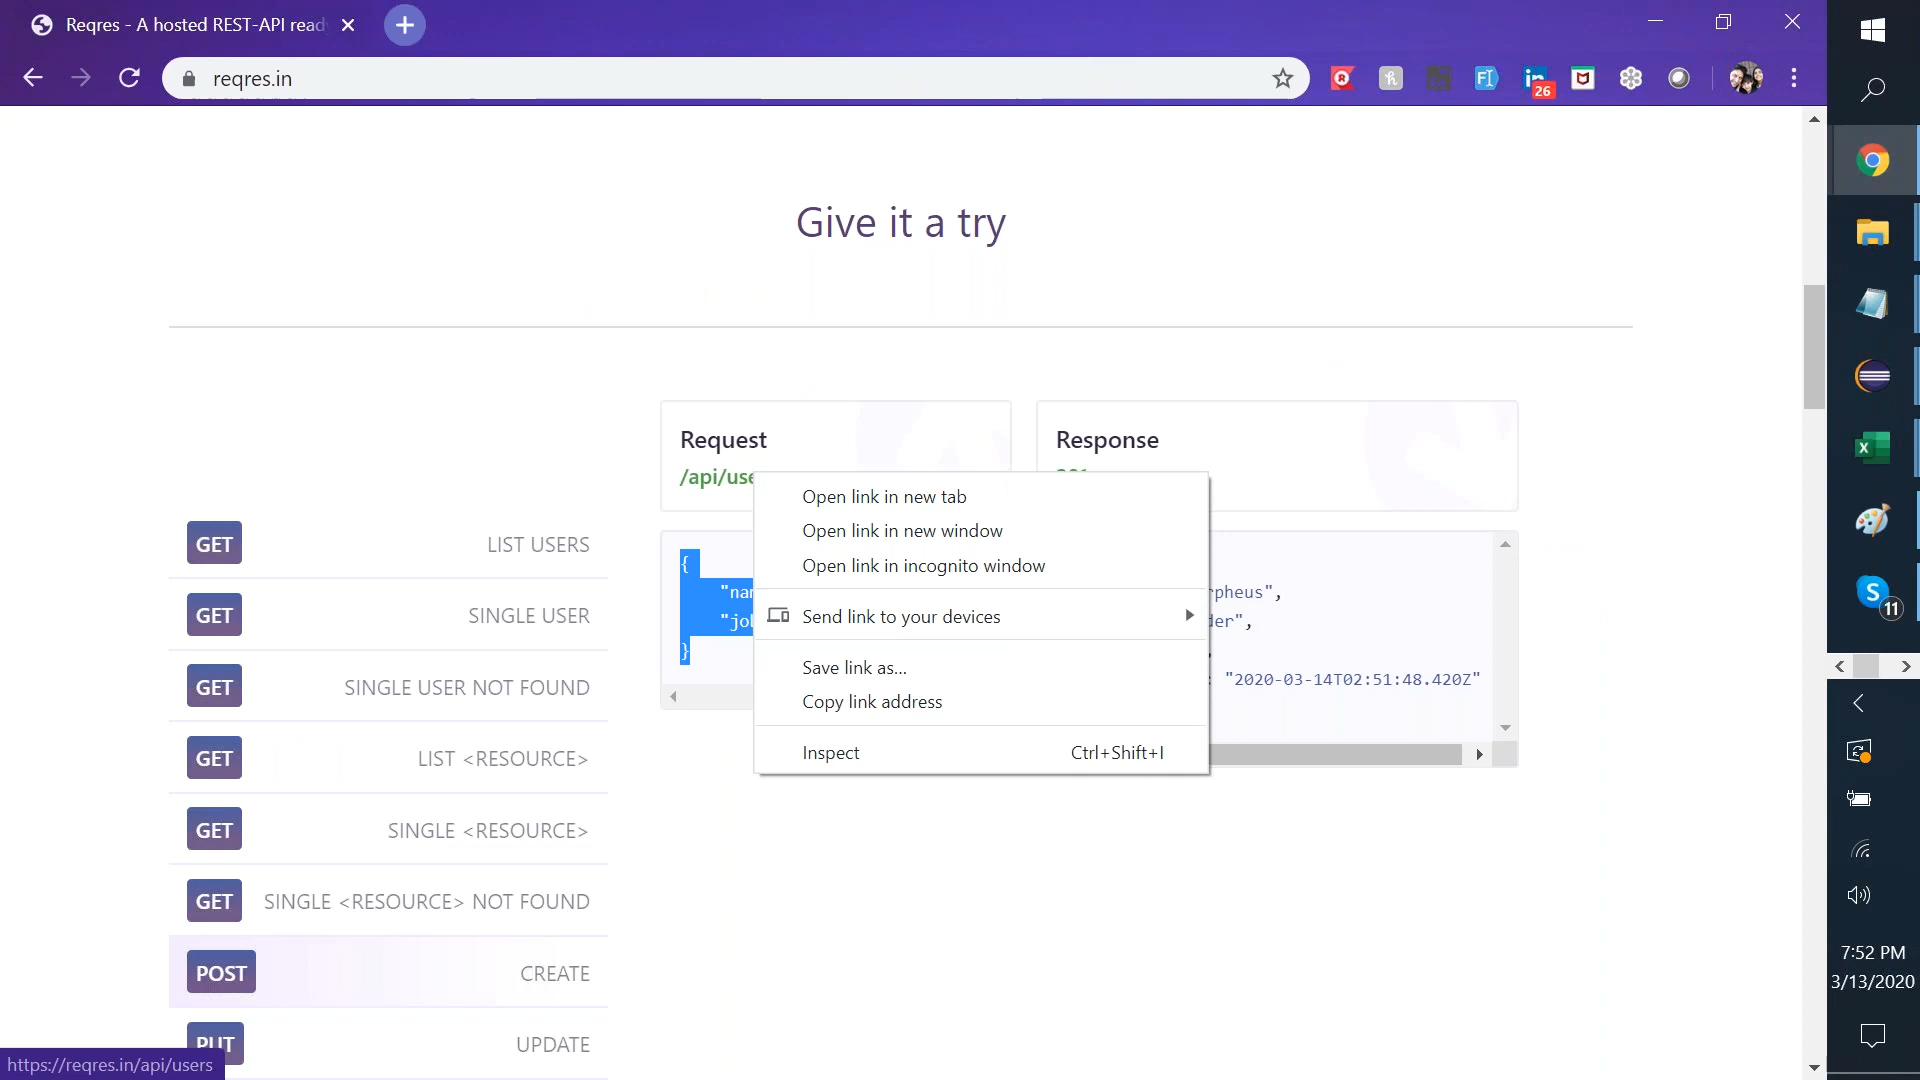 Reqres - A hosted REST-API read
reqres.in
26
Give it a try
Request
/api/use
Response
{
"nar
"jol
}
rpheus",
der",
,
: "2020-03-14T02:51:48.420Z"
Open link in new tab
Open link in new window
Open link in incognito window
Send link to your devices
Save link as...
Copy link address
Inspect Ctrl+Shift+I
GET LIST USERS
GET SINGLE USER
GET SINGLE USER NOT FOUND
GET LIST <RESOURCE>
GET SINGLE <RESOURCE>
GET SINGLE <RESOURCE> NOT FOUND
POST CREATE
PUT UPDATE
https://reqres.in/api/users
11
7:52 PM
3/13/2020